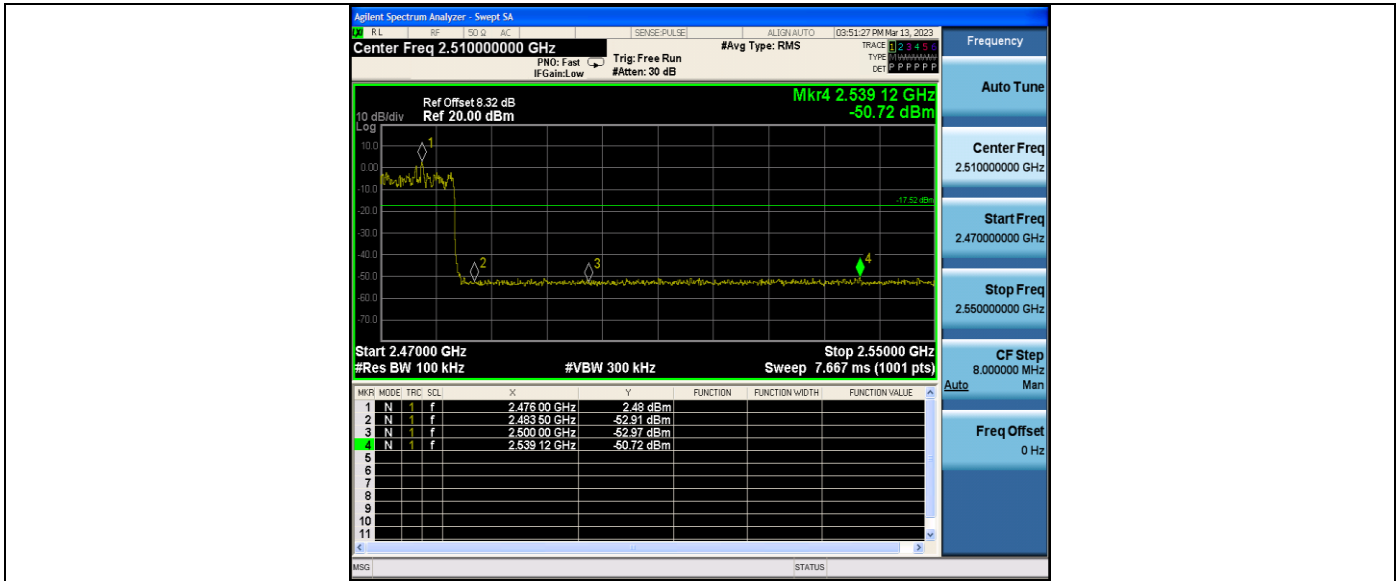 Agilent Spectrum Analyzer - Swept SA
RL RF 50 Ω AC SENSE:PULSE ALIGN AUTO 03:51:27 PM Mar 13, 2023
Center Freq 2.510000000 GHz #Avg Type: RMS TRACE 1 2 3 4 5 6
PNO: Fast Trig: Free Run TYPE
IFGain:Low #Atten: 30 dB DET P P P P P P
Mkr4 2.539 12 GHz
-50.72 dBm
Ref Offset 8.32 dB
10 dB/div Ref 20.00 dBm
Log
10.0
0.00
-10.0
-20.0
-30.0
-40.0
-50.0
-60.0
-70.0
1
2
3
4
-17.52 dBm
Start 2.47000 GHz Stop 2.55000 GHz
#Res BW 100 kHz #VBW 300 kHz Sweep 7.667 ms (1001 pts)
MKR MODE TRC SCL X Y FUNCTION FUNCTION WIDTH FUNCTION VALUE
1 N 1 f 2.476 00 GHz 2.48 dBm
2 N 1 f 2.483 50 GHz -52.91 dBm
3 N 1 f 2.500 00 GHz -52.97 dBm
4 N 1 f 2.539 12 GHz -50.72 dBm
5
6
7
8
9
10
11
MSG STATUS
Frequency
Auto Tune
Center Freq
2.510000000 GHz
Start Freq
2.470000000 GHz
Stop Freq
2.550000000 GHz
CF Step
8.000000 MHz
Auto Man
Freq Offset
0 Hz